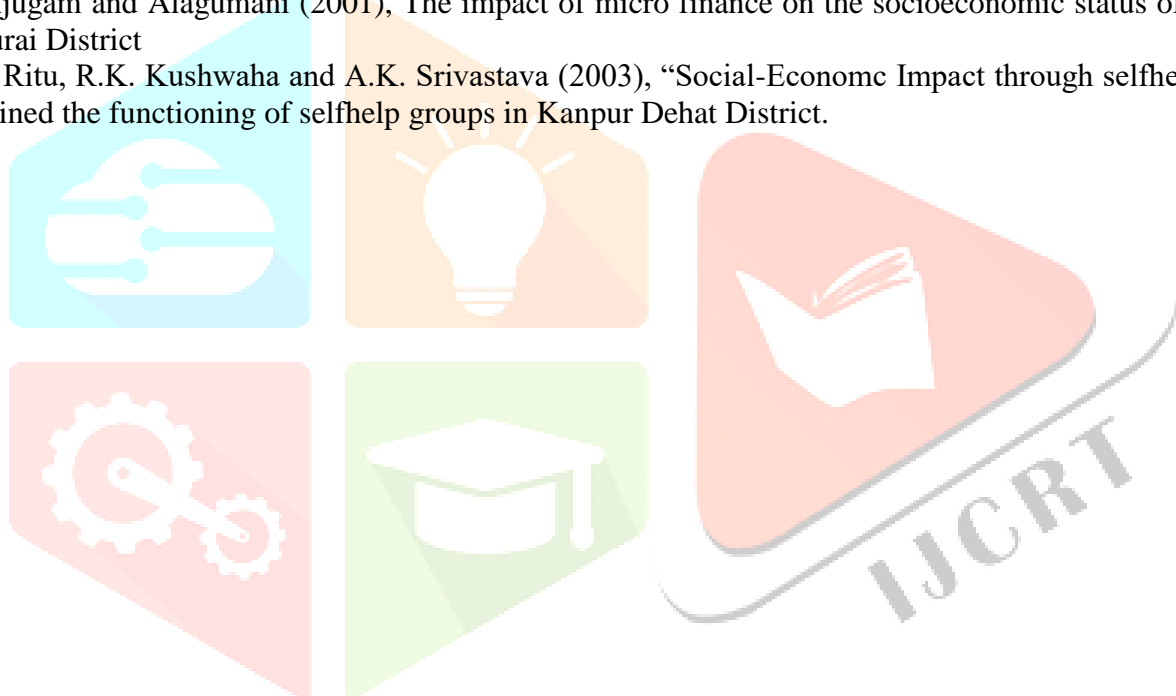 jugam and Alagumani (2001), The impact of micro finance on the socioeconomic status of
urai District
Ritu, R.K. Kushwaha and A.K. Srivastava (2003), “Social-Economc Impact through selfhe
ined the functioning of selfhelp groups in Kanpur Dehat District.
IJCRT